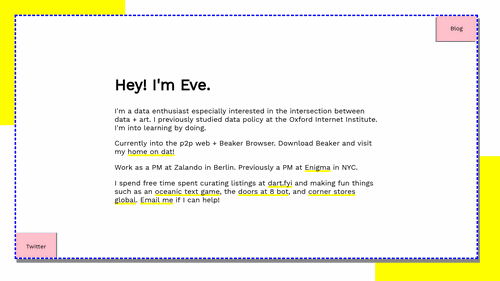 Blog
Hey! I'm Eve.
I'm a data enthusiast especially interested in the intersection between
data + art. I previously studied data policy at the Oxford Internet Institute.
I'm into learning by doing.
Currently into the p2p web + Beaker Browser. Download Beaker and visit
my home on dat!
Work as a PM at Zalando in Berlin. Previously a PM at Enigma in NYC.
I spend free time spent curating listings at dart.fyi and making fun things
such as an oceanic text game, the doors at 8 bot, and corner stores
global. Email me if I can help!
Twitter